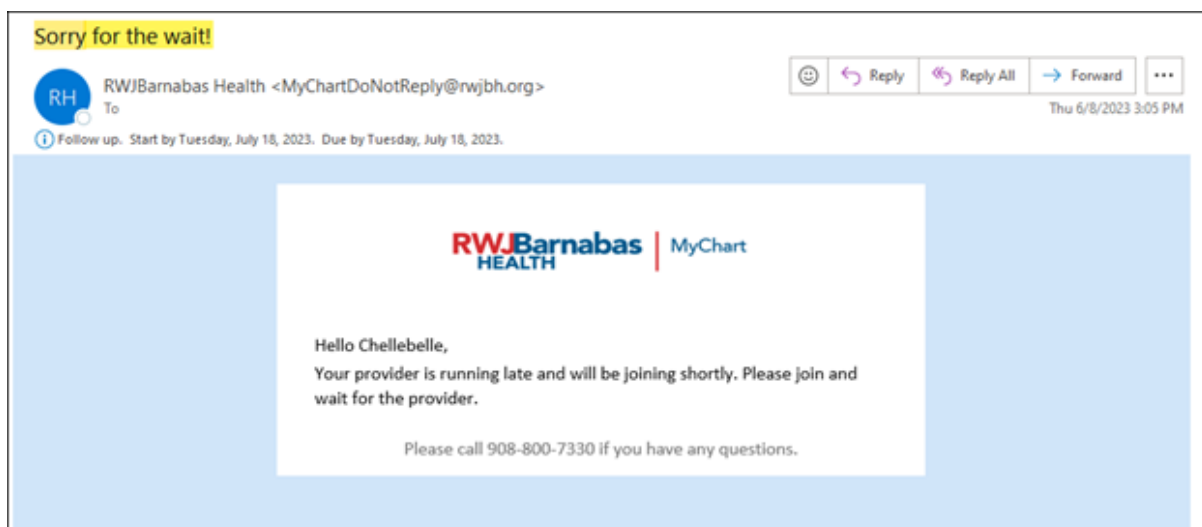 Sorry for the wait!
RH
RWJBarnabas Health <MyChartDoNotReply@rwjbh.org>
To
Reply
Reply All
Forward
Thu 6/8/2023 3:05 PM
Follow up. Start by Tuesday, July 18, 2023. Due by Tuesday, July 18, 2023.
RWJBarnabas
HEALTH
MyChart
Hello Chellebelle,
Your provider is running late and will be joining shortly. Please join and
wait for the provider.
Please call 908-800-7330 if you have any questions.